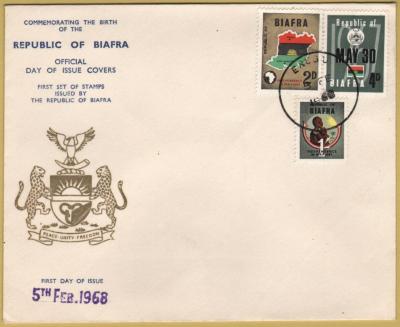 COMMEMORATING THE BIRTH
OF THE
REPUBLIC OF BIAFRA
OFFICIAL
DAY OF ISSUE COVERS
FIRST SET OF STAMPS
ISSUED BY
THE REPUBLIC OF BIAFRA
BIAFRA
2D
Republic of
MAY 30
4D
BIAFRA
REPUBLIC OF
BIAFRA
1
PEACE·UNITY·FREEDOM
FIRST DAY OF ISSUE
5TH FEB. 1968